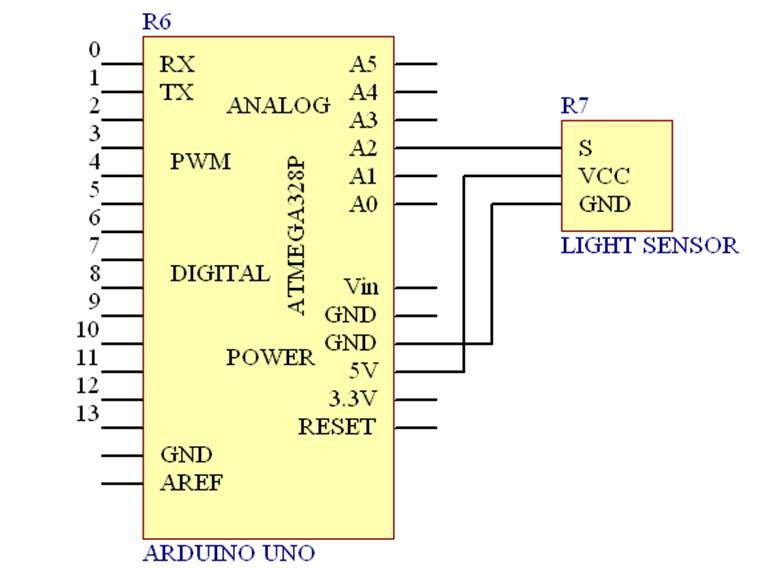 R6
0
1
2
3
4
5
6
7
8
9
10
11
12
13
RX
TX
PWM
DIGITAL
GND
AREF
ANALOG
ATMEGA328P
POWER
A5
A4
A3
A2
A1
A0
Vin
GND
GND
5V
3.3V
RESET
ARDUINO UNO
R7
S
VCC
GND
LIGHT SENSOR